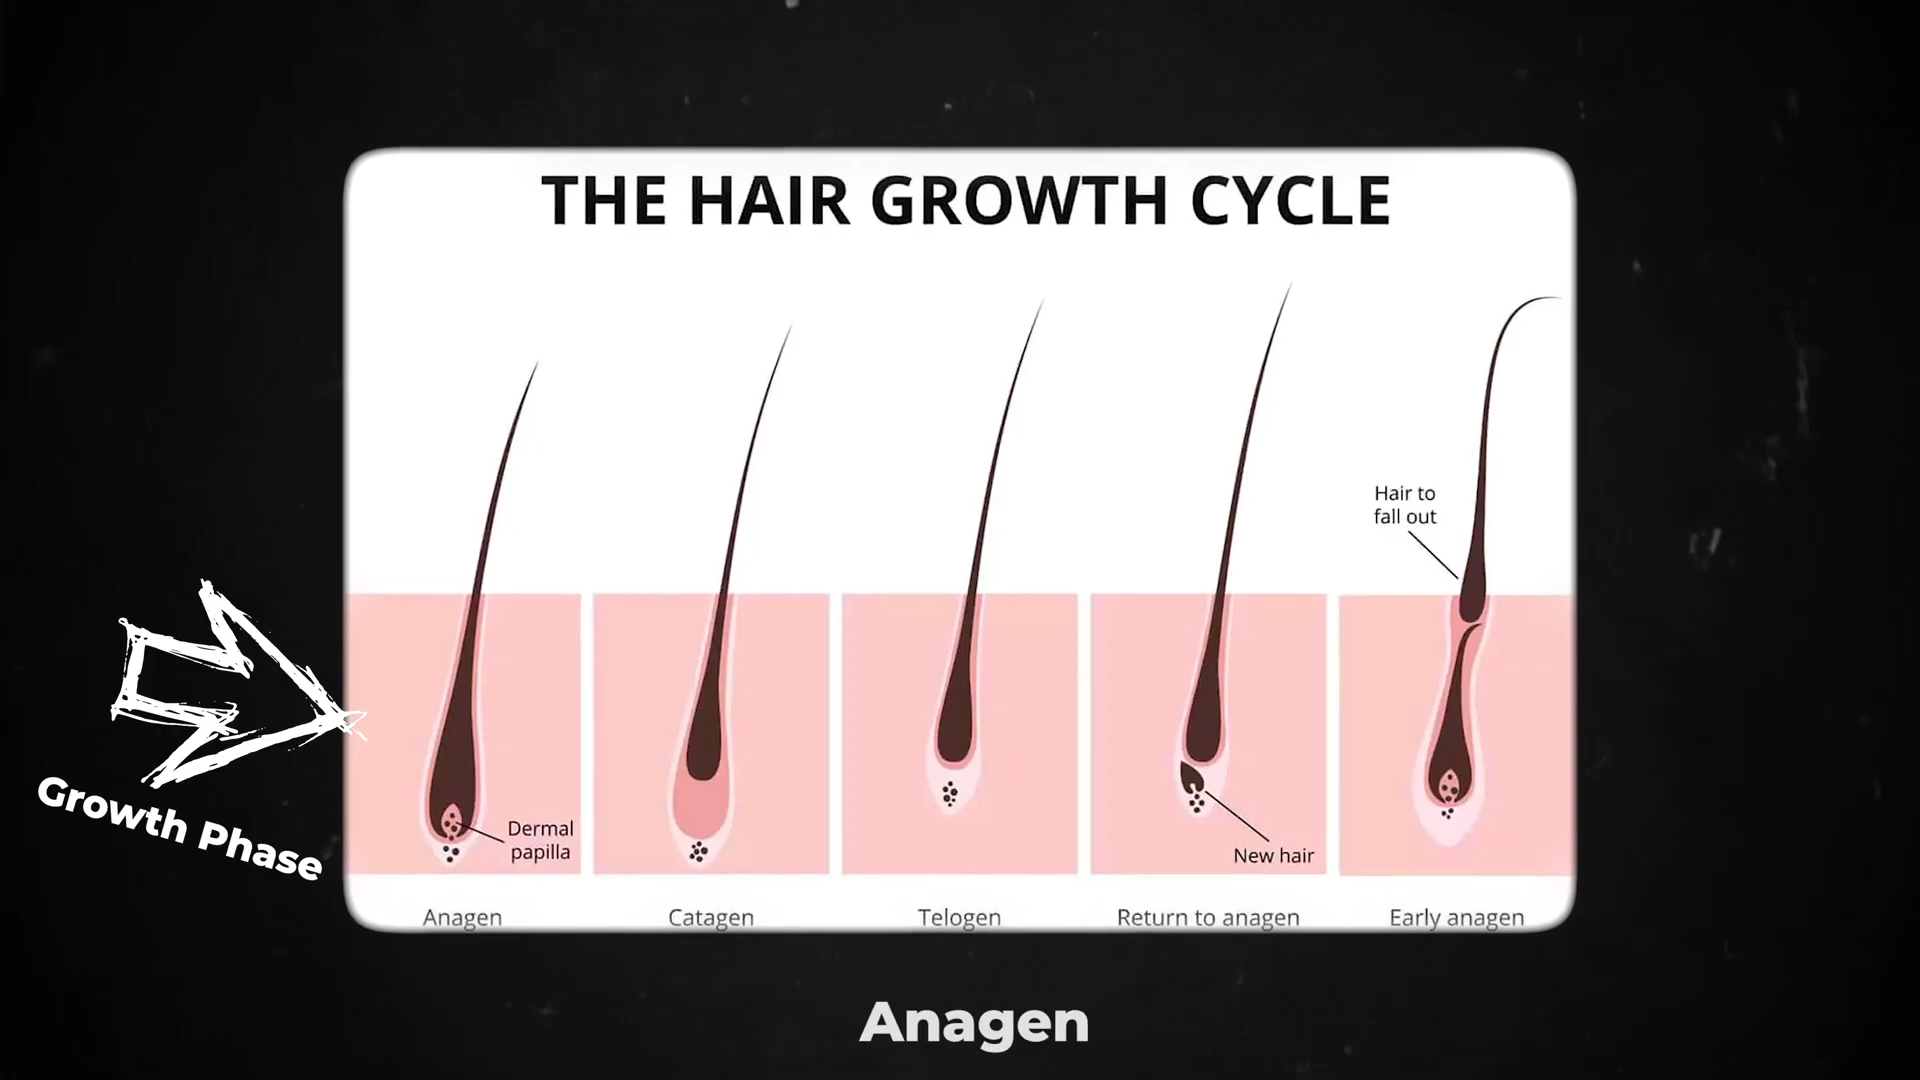 THE HAIR GROWTH CYCLE
Hair to
fall out
Growth Phase
Dermal
papilla
New hair
Anagen
Catagen
Telogen
Return to anagen
Early anagen
Anagen